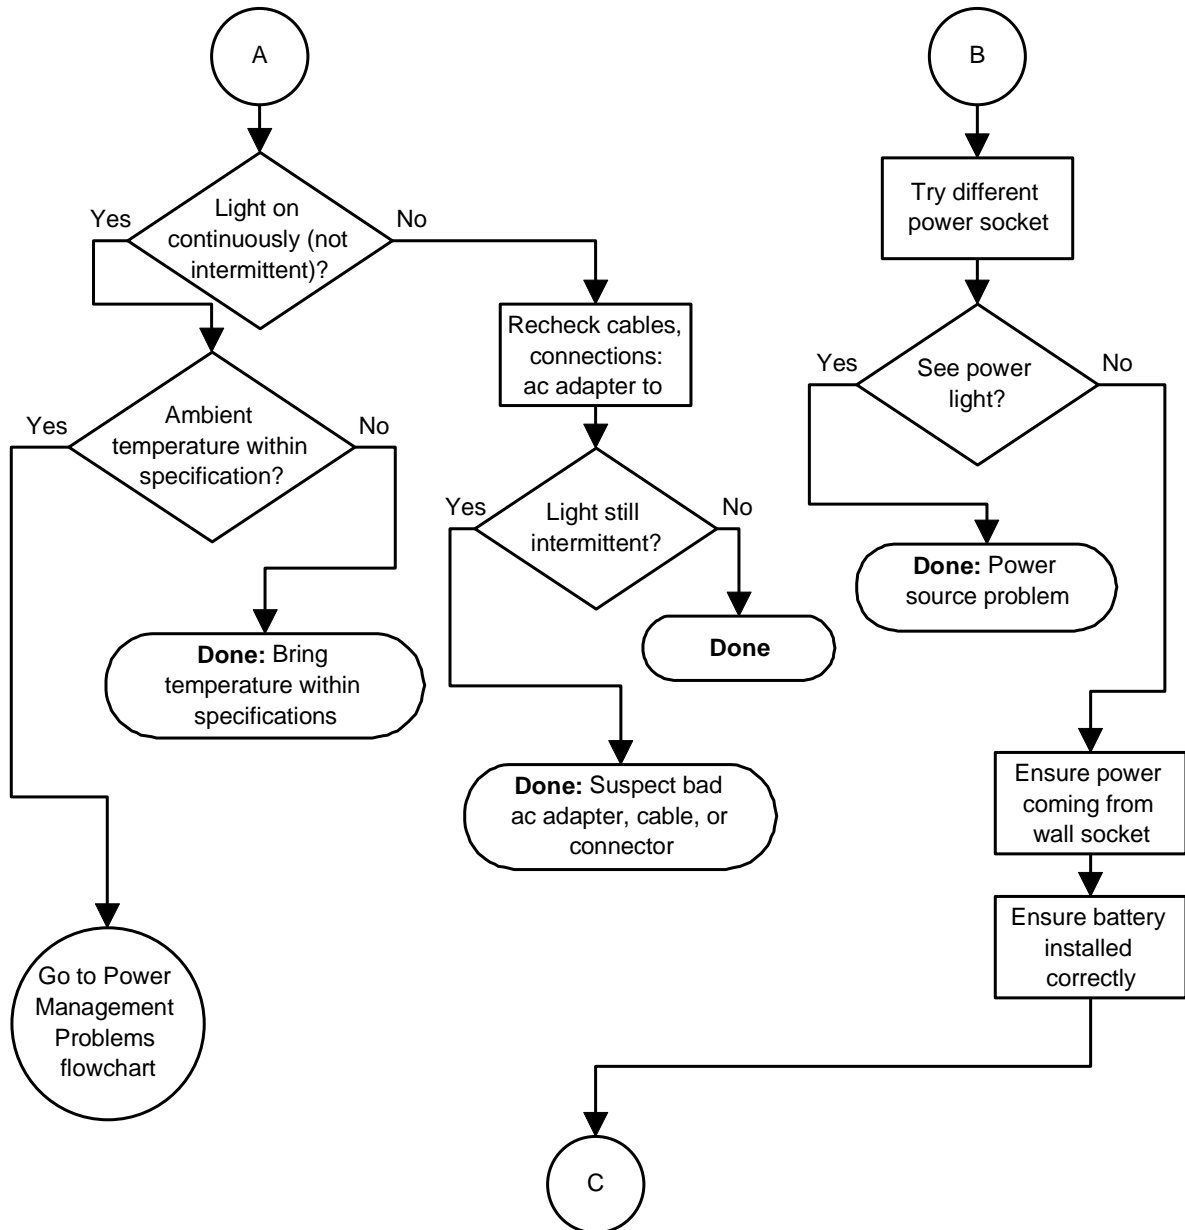 A
Yes
Light on
continuously (not
intermittent)?
No
Yes
Ambient
temperature within
specification?
No
Done: Bring
temperature within
specifications
Go to Power
Management
Problems
flowchart
Recheck cables,
connections:
ac adapter to
Yes
Light still
intermittent?
No
Done
Done: Suspect bad
ac adapter, cable, or
connector
B
Try different
power socket
Yes
See power
light?
No
Done: Power
source problem
Ensure power
coming from
wall socket
Ensure battery
installed
correctly
C